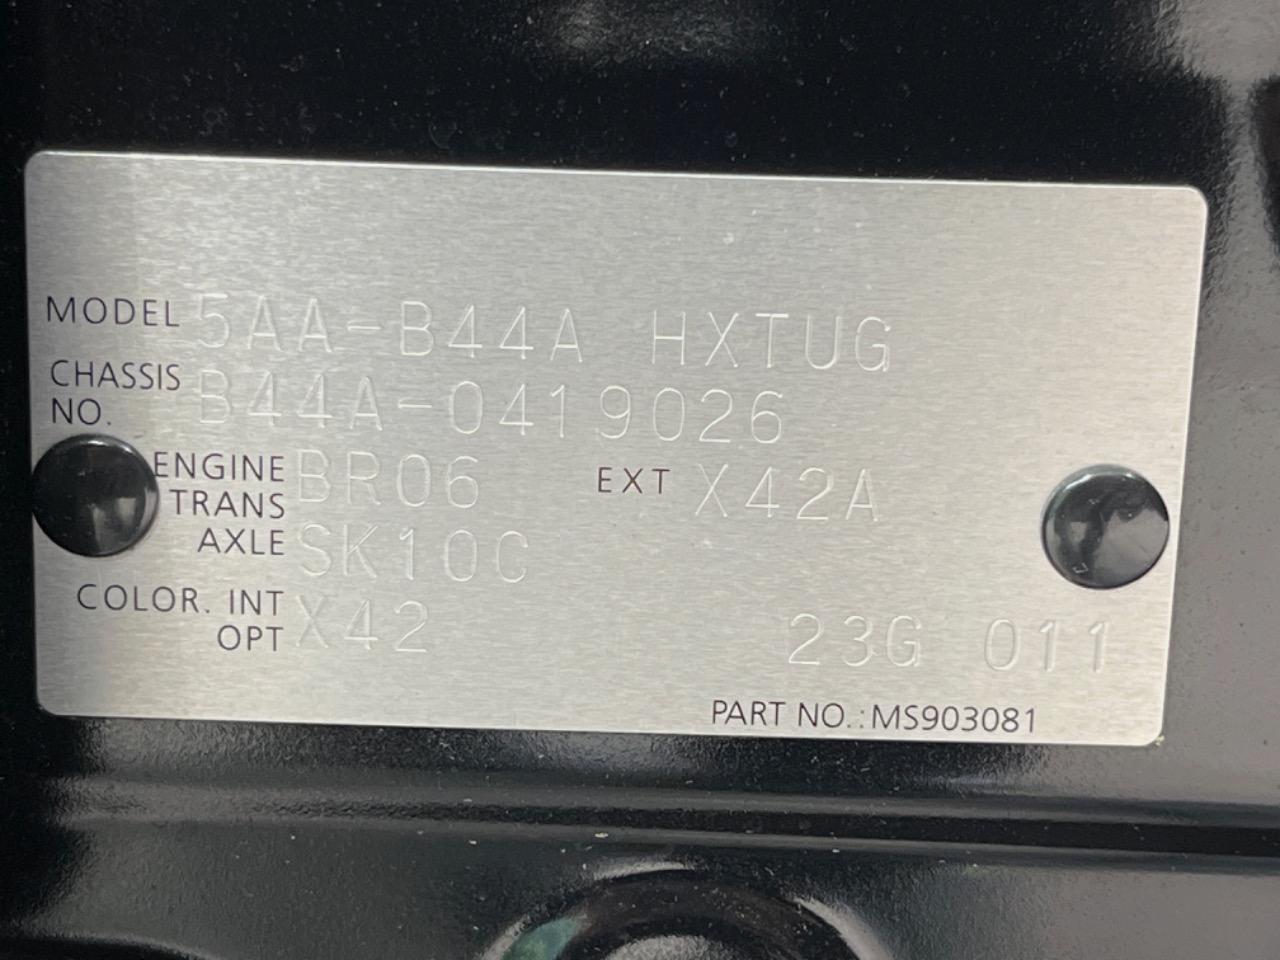 MODEL 5AA-B44A HXTUG
CHASSIS NO. B44A-0419026
ENGINE BR06 EXT X42A
TRANS AXLE SK10C
COLOR. INT OPT X42 23G 011
PART NO.:MS903081